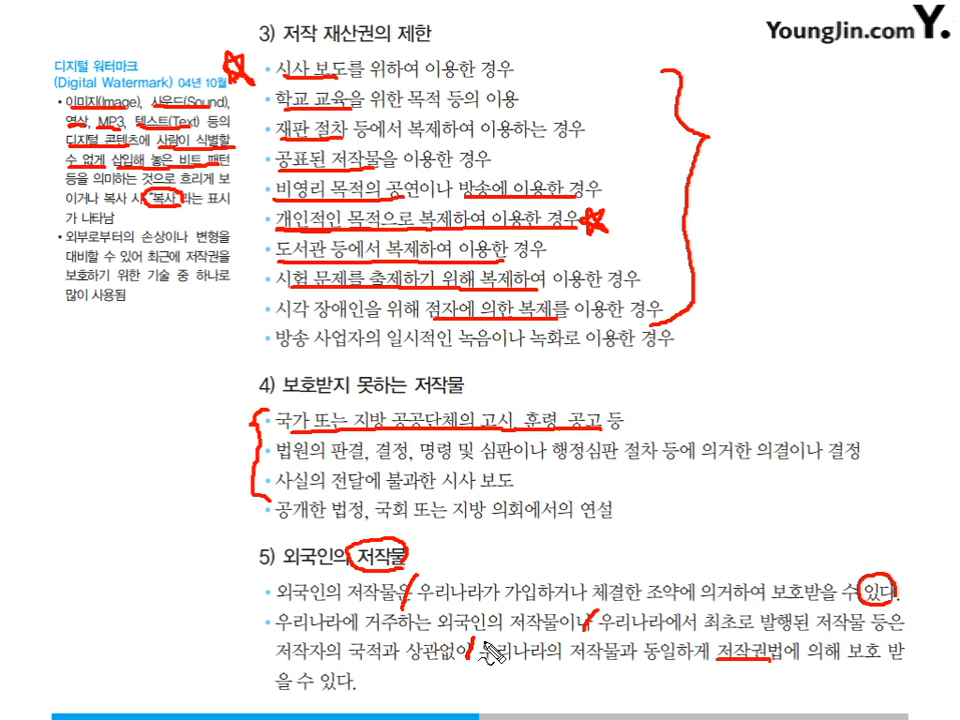 YoungJin.com Y.
3) 저작 재산권의 제한
• 시사 보도를 위하여 이용한 경우
• 학교 교육을 위한 목적 등의 이용
• 재판 절차 등에서 복제하여 이용하는 경우
• 공표된 저작물을 이용한 경우
• 비영리 목적의 공연이나 방송에 이용한 경우
• 개인적인 목적으로 복제하여 이용한 경우
• 도서관 등에서 복제하여 이용한 경우
• 시험 문제를 출제하기 위해 복제하여 이용한 경우
• 시각 장애인을 위해 점자에 의한 복제를 이용한 경우
• 방송 사업자의 일시적인 녹음이나 녹화로 이용한 경우
디지털 워터마크
(Digital Watermark) 04년 10월
• 이미지(Image), 사운드(Sound),
영상, MP3, 텍스트(Text) 등의
디지털 콘텐츠에 사람이 식별할
수 없게 삽입해 놓은 비트 패턴
등을 의미하는 것으로 흐리게 보
이거나 복사 시 "복사"라는 표시
가 나타남
• 외부로부터의 손상이나 변형을
대비할 수 있어 최근에 저작권을
보호하기 위한 기술 중 하나로
많이 사용됨
4) 보호받지 못하는 저작물
• 국가 또는 지방 공공단체의 고시, 훈령, 공고 등
• 법원의 판결, 결정, 명령 및 심판이나 행정심판 절차 등에 의거한 의결이나 결정
• 사실의 전달에 불과한 시사 보도
• 공개한 법정, 국회 또는 지방 의회에서의 연설
5) 외국인의 저작물
• 외국인의 저작물은 우리나라가 가입하거나 체결한 조약에 의거하여 보호받을 수 있다.
• 우리나라에 거주하는 외국인의 저작물이나 우리나라에서 최초로 발행된 저작물 등은
저작자의 국적과 상관없이 우리나라의 저작물과 동일하게 저작권법에 의해 보호 받
을 수 있다.